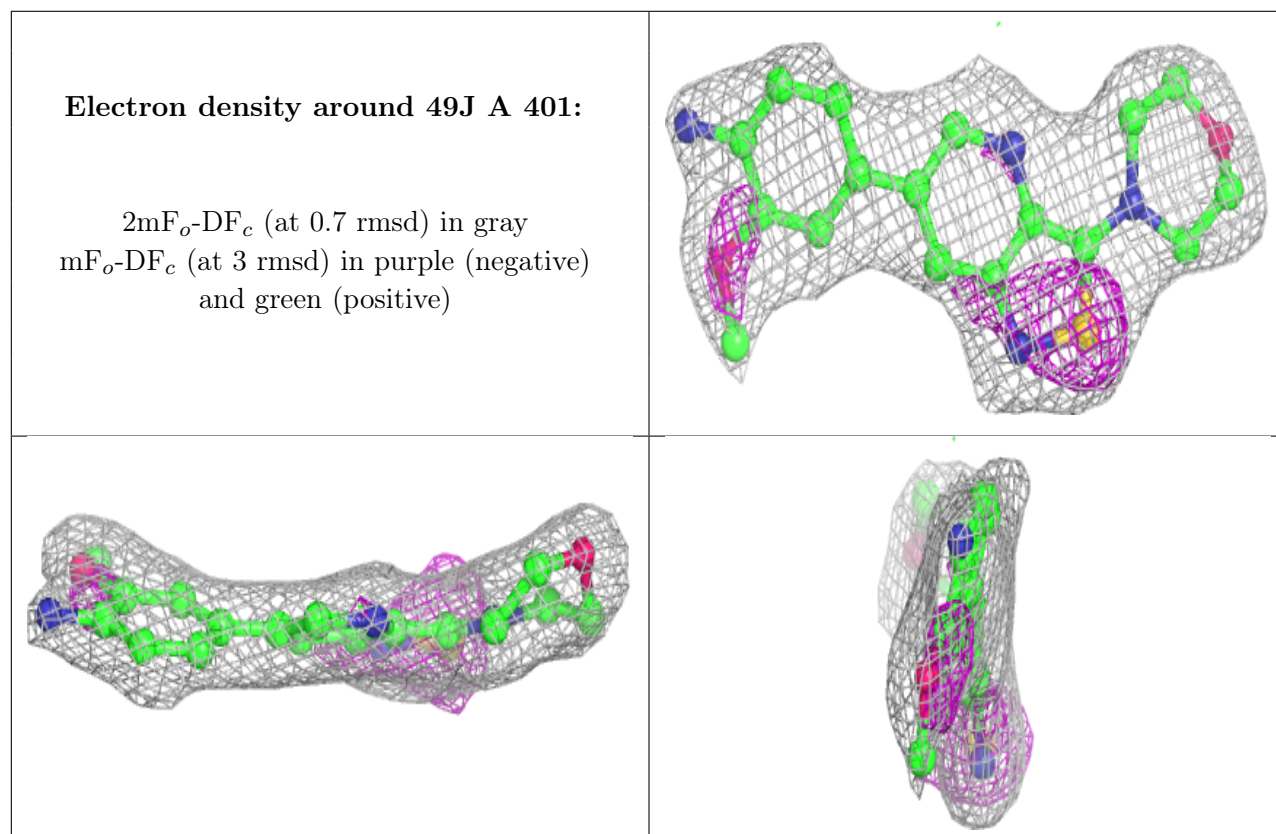 Electron density around 49J A 401:
2mFₒ-DF𝒸 (at 0.7 rmsd) in gray
mFₒ-DF𝒸 (at 3 rmsd) in purple (negative)
and green (positive)